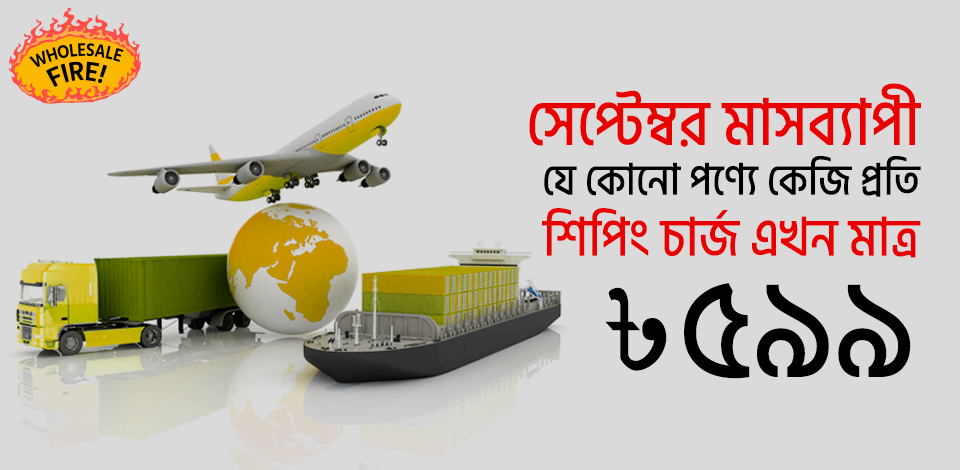 WHOLESALE
FIRE!
সেপ্টেম্বর মাসব্যাপী
যে কোনো পণ্যে কেজি প্রতি
শিপিং চার্জ এখন মাত্র
৳৫৯৯